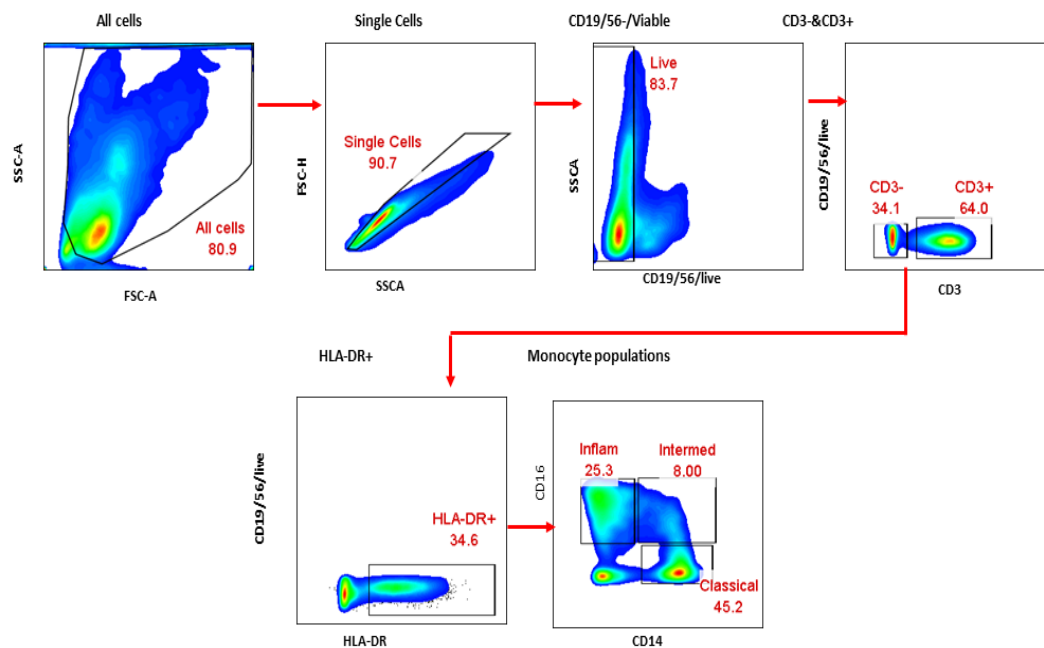 All cells
Single Cells
CD19/56-/Viable
CD3-&CD3+
SSC-A
All cells
80.9
FSC-A
FSC-H
Single Cells
90.7
SSCA
SSCA
Live
83.7
CD19/56/live
CD19/56/live
CD3-
34.1
CD3+
64.0
CD3
HLA-DR+
Monocyte populations
CD19/56/live
HLA-DR+
34.6
HLA-DR
CD16
Inflam
25.3
Intermed
8.00
Classical
45.2
CD14